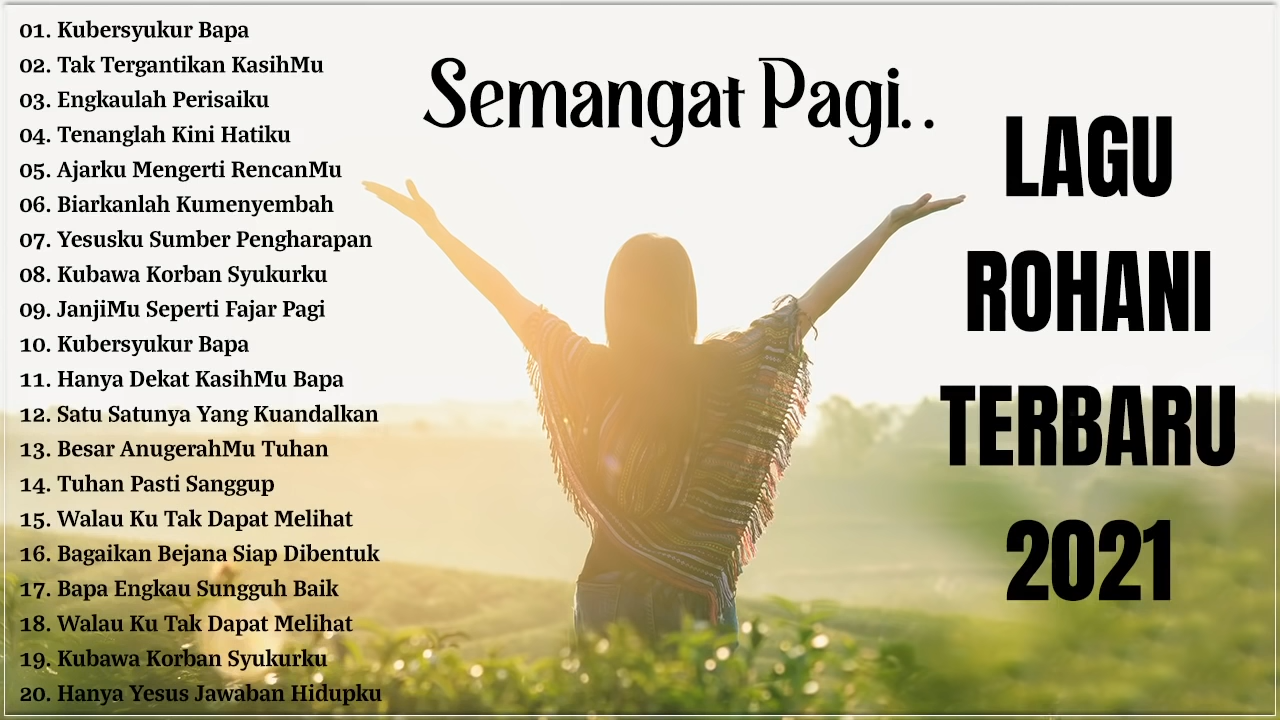 01. Kubersyukur Bapa
02. Tak Tergantikan KasihMu
03. Engkaulah Perisaiku
04. Tenanglah Kini Hatiku
05. Ajarku Mengerti RencanMu
06. Biarkanlah Kumenyembah
07. Yesusku Sumber Pengharapan
08. Kubawa Korban Syukurku
09. JanjiMu Seperti Fajar Pagi
10. Kubersyukur Bapa
11. Hanya Dekat KasihMu Bapa
12. Satu Satunya Yang Kuandalkan
13. Besar AnugerahMu Tuhan
14. Tuhan Pasti Sanggup
15. Walau Ku Tak Dapat Melihat
16. Bagaikan Bejana Siap Dibentuk
17. Bapa Engkau Sungguh Baik
18. Walau Ku Tak Dapat Melihat
19. Kubawa Korban Syukurku
20. Hanya Yesus Jawaban Hidupku
Semangat Pagi..
LAGU
ROHANI
TERBARU
2021